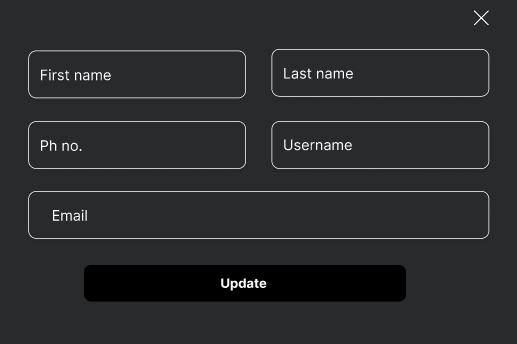 First name
Last name
Ph no.
Username
Email
Update